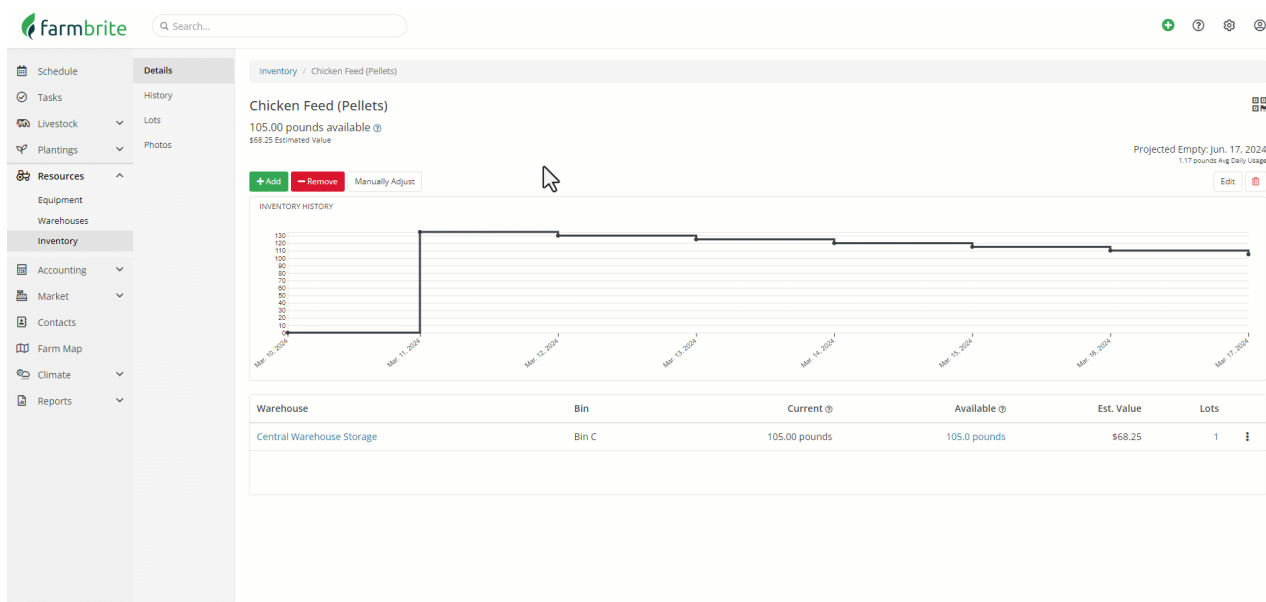 farmbrite
Search...
Schedule
Tasks
Livestock
Plantings
Resources
Equipment
Warehouses
Inventory
Accounting
Market
Contacts
Farm Map
Climate
Reports
Details
History
Lots
Photos
Inventory / Chicken Feed (Pellets)
Chicken Feed (Pellets)
105.00 pounds available
$68.25 Estimated Value
Projected Empty: Jun. 17, 2024
1.17 pounds Avg Daily Usage
+ Add − Remove Manually Adjust Edit
INVENTORY HISTORY
130
120
110
100
90
80
70
60
50
40
30
20
10
0
Mar. 10, 2024 Mar. 11, 2024 Mar. 12, 2024 Mar. 13, 2024 Mar. 14, 2024 Mar. 15, 2024 Mar. 16, 2024 Mar. 17, 2024
Warehouse Bin Current Available Est. Value Lots
Central Warehouse Storage Bin C 105.00 pounds 105.0 pounds $68.25 1